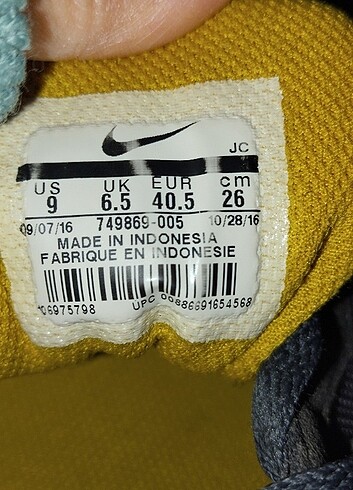 JC
US UK EUR cm
9 6.5 40.5 26
09/07/16 749869-005 10/28/16
MADE IN INDONESIA
FABRIQUE EN INDONESIE
UPC 00886691654568